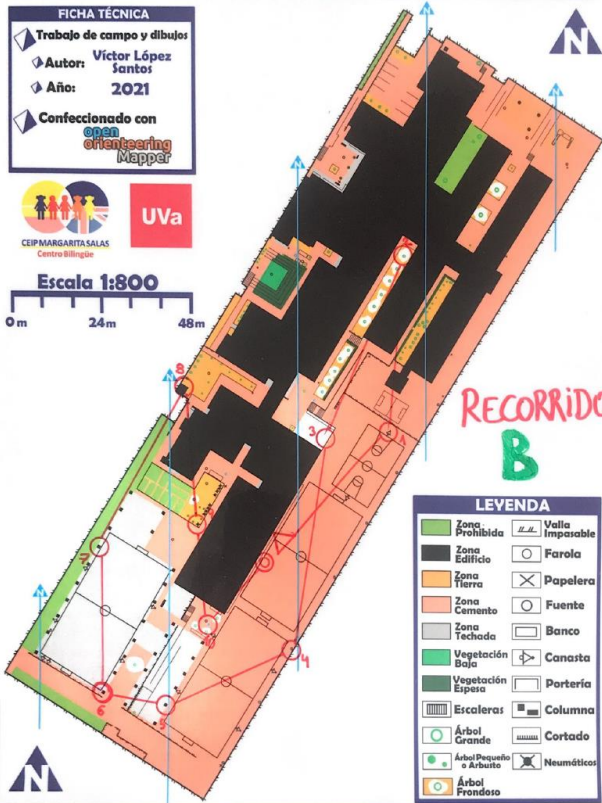 FICHA TÉCNICA
Trabajo de campo y dibujos
Autor: Víctor López
Santos
Año: 2021
Confeccionado con
open
orienteering
Mapper
CEIP MARGARITA SALAS
Centro Bilingüe
UVa
Escala 1:800
0 m 24m 48m
N
N
N
N
N
N
N
N
8
3
1
7
4
6
5
10
RECORRIDO
B
LEYENDA
Zona Prohibida
Valla Impasable
Zona Edificio
Farola
Zona Tierra
Papelera
Zona Cemento
Fuente
Zona Techada
Banco
Vegetación Baja
Canasta
Vegetación Espesa
Portería
Escaleras
Columna
Árbol Grande
Cortado
Árbol Pequeño o Arbusto
Neumáticos
Árbol Frondoso